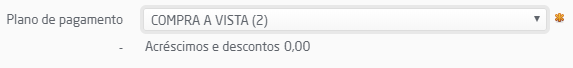 Plano de pagamento COMPRA A VISTA (2)
- Acréscimos e descontos 0,00